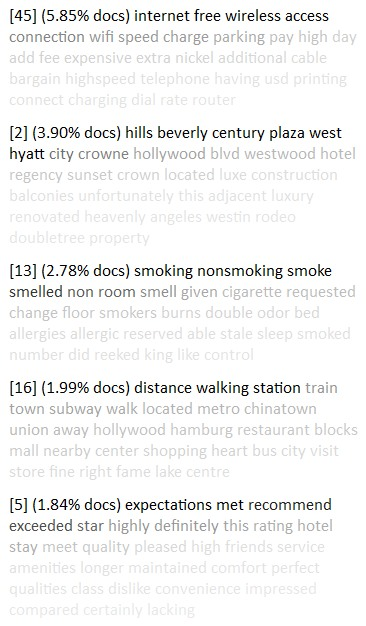 [45] (5.85% docs) internet free wireless access
connection wifi speed charge parking pay high day
add fee expensive extra nickel additional cable
bargain highspeed telephone having usd printing
connect charging dial rate router
[2] (3.90% docs) hills beverly century plaza west
hyatt city crowne hollywood blvd westwood hotel
regency sunset crown located luxe construction
balconies unfortunately this adjacent luxury
renovated heavenly angeles westin rodeo
doubletree property
[13] (2.78% docs) smoking nonsmoking smoke
smelled non room smell given cigarette requested
change floor smokers burns double odor bed
allergies allergic reserved able stale sleep smoked
number did reeked king like control
[16] (1.99% docs) distance walking station train
town subway walk located metro chinatown
union away hollywood hamburg restaurant blocks
mall nearby center shopping heart bus city visit
store fine right fame lake centre
[5] (1.84% docs) expectations met recommend
exceeded star highly definitely this rating hotel
stay meet quality pleased high friends service
amenities longer maintained comfort perfect
qualities class dislike convenience impressed
compared certainly lacking